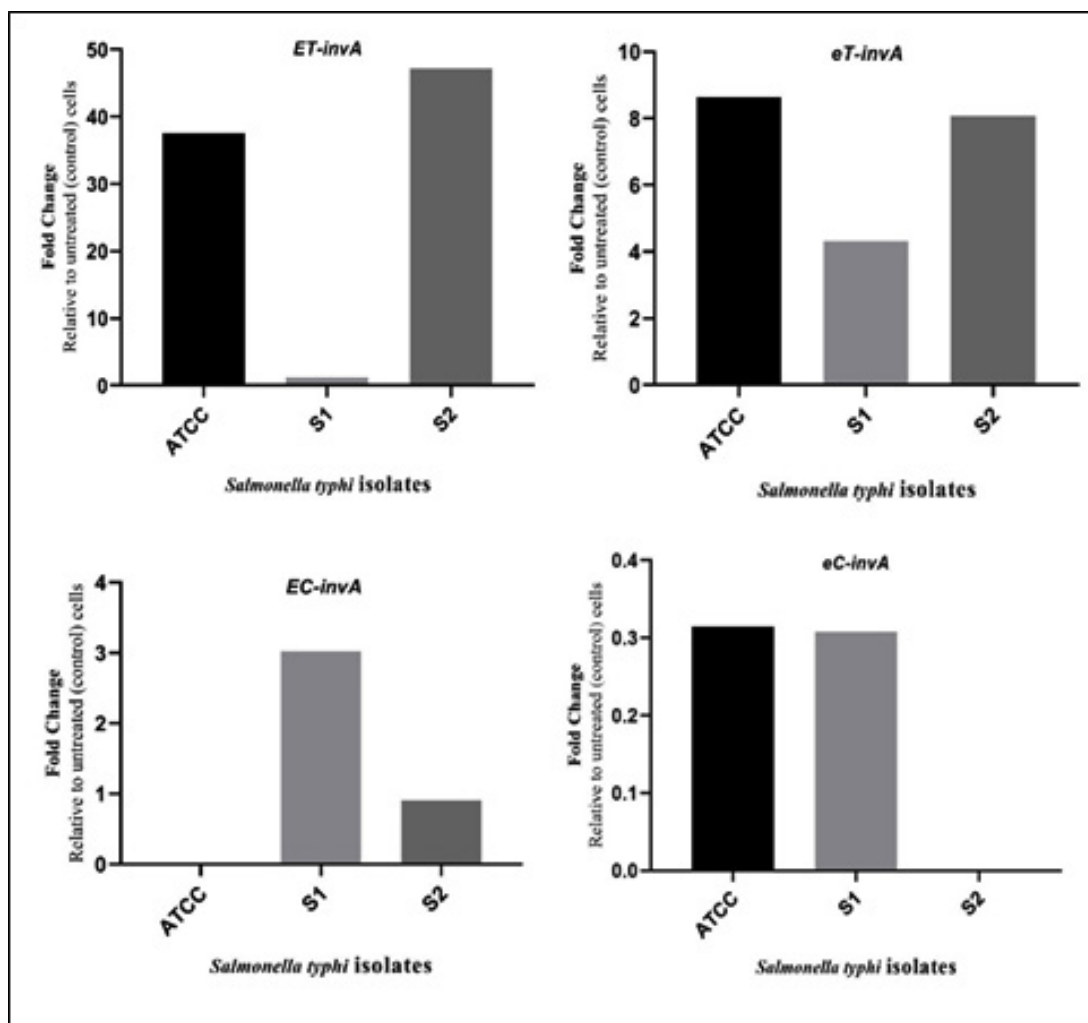 ET-invA
Fold Change
Relative to untreated (control) cells
50
40
30
20
10
0
ATCC
S1
S2
Salmonella typhi isolates
eT-invA
Fold Change
Relative to untreated (control) cells
10
8
6
4
2
0
ATCC
S1
S2
Salmonella typhi isolates
EC-invA
Fold Change
Relative to untreated (control) cells
4
3
2
1
0
ATCC
S1
S2
Salmonella typhi isolates
eC-invA
Fold Change
Relative to untreated (control) cells
0.4
0.3
0.2
0.1
0.0
ATCC
S1
S2
Salmonella typhi isolates